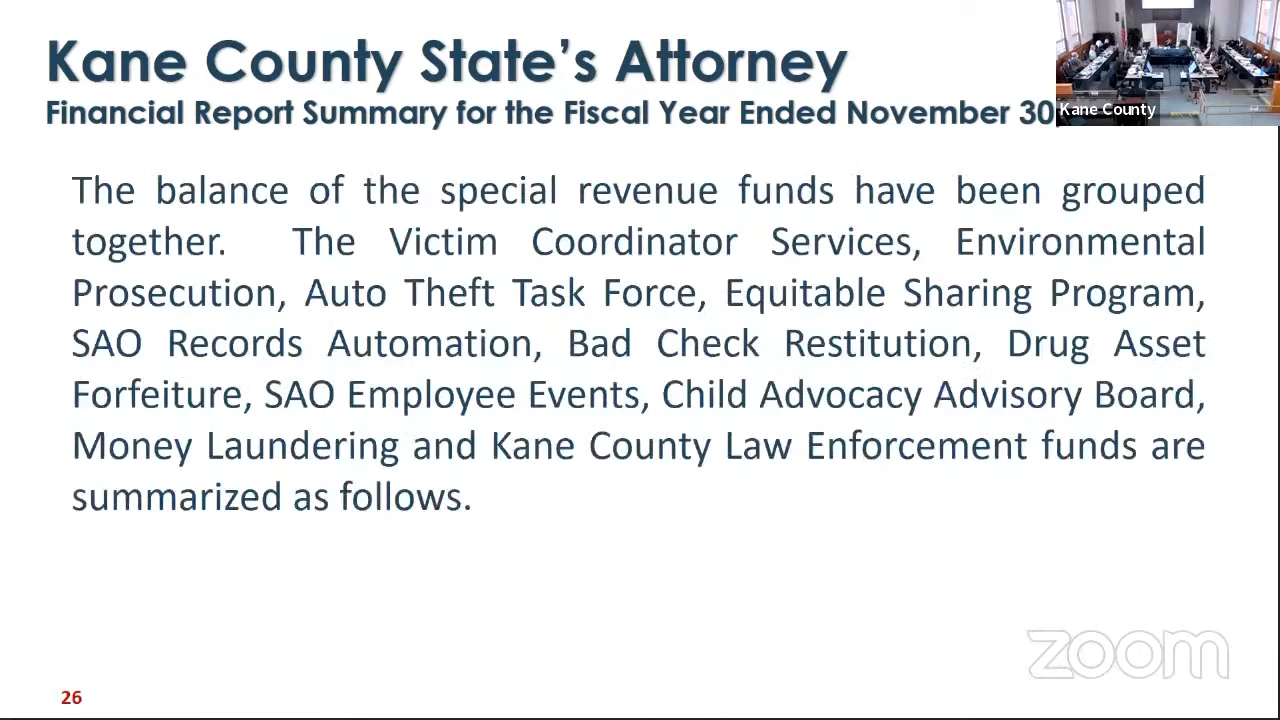 Kane County State's Attorney
Financial Report Summary for the Fiscal Year Ended November 30,
Kane County
The balance of the special revenue funds have been grouped
together. The Victim Coordinator Services, Environmental
Prosecution, Auto Theft Task Force, Equitable Sharing Program,
SAO Records Automation, Bad Check Restitution, Drug Asset
Forfeiture, SAO Employee Events, Child Advocacy Advisory Board,
Money Laundering and Kane County Law Enforcement funds are
summarized as follows.
zoom
26